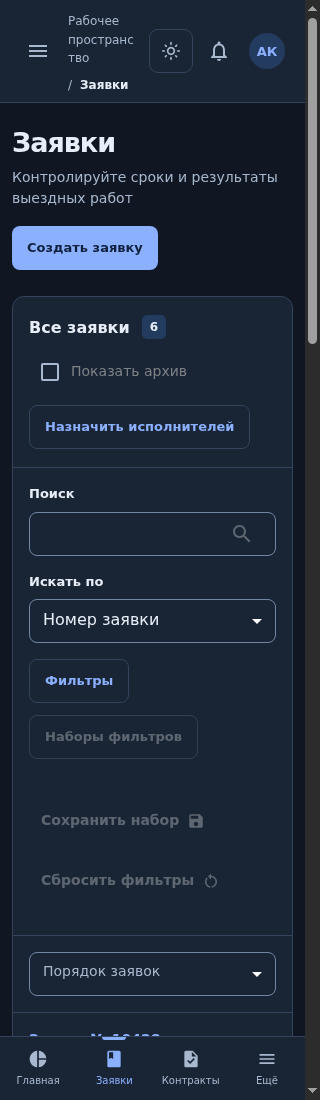 Рабочее
пространс
тво
/ Заявки
АК
Заявки
Контролируйте сроки и результаты
выездных работ
Создать заявку
Все заявки 6
Показать архив
Назначить исполнителей
Поиск
Искать по
Номер заявки
Фильтры
Наборы фильтров
Сохранить набор
Сбросить фильтры
Порядок заявок
Главная
Заявки
Контракты
Ещё